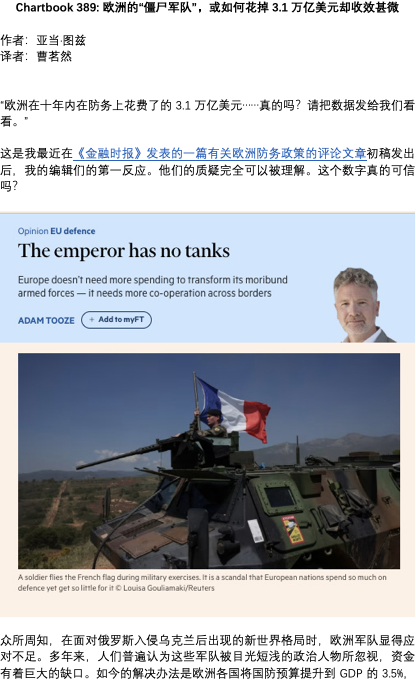 Chartbook 389: 欧洲的“僵尸军队”，或如何花掉 3.1 万亿美元却收效甚微
作者：亚当·图兹
译者：曹茗然
“欧洲在十年内在防务上花费了的 3.1 万亿美元……真的吗？请把数据发给我们看
看。”
这是我最近在《金融时报》发表的一篇有关欧洲防务政策的评论文章初稿发出
后，我的编辑们的第一反应。他们的质疑完全可以被理解。这个数字真的可信
吗？
Opinion EU defence
The emperor has no tanks
Europe doesn't need more spending to transform its moribund
armed forces — it needs more co-operation across borders
ADAM TOOZE + Add to myFT
A soldier flies the French flag during military exercises. It is a scandal that European nations spend so much on
defence yet get so little for it © Louisa Gouliamaki/Reuters
众所周知，在面对俄罗斯入侵乌克兰后出现的新世界格局时，欧洲军队显得应
对不足。多年来，人们普遍认为这些军队被目光短浅的政治人物所忽视，资金
有着巨大的缺口。如今的解决办法是欧洲各国将国防预算提升到 GDP 的 3.5%,